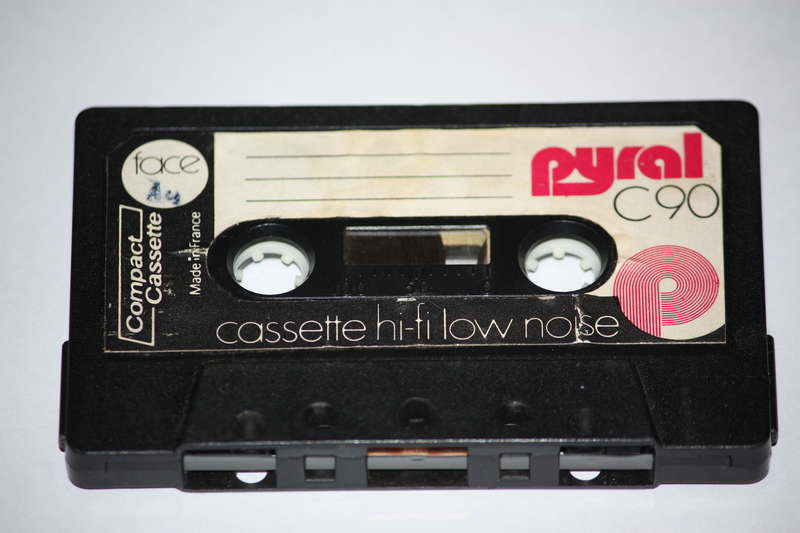 face
pyral
C90
Compact
Cassette
Made in France
cassette hi-fi low noise